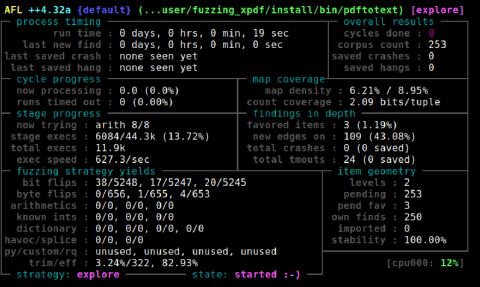 AFL ++4.32a {default} (...user/fuzzing_xpdf/install/bin/pdftotext) [explore]
process timing
overall results
run time : 0 days, 0 hrs, 0 min, 19 sec
cycles done : 0
last new find : 0 days, 0 hrs, 0 min, 0 sec
corpus count : 253
last saved crash : none seen yet
saved crashes : 0
last saved hang : none seen yet
saved hangs : 0
cycle progress
map coverage
now processing : 0.0 (0.0%)
map density : 6.21% / 8.95%
runs timed out : 0 (0.00%)
count coverage : 2.09 bits/tuple
stage progress
findings in depth
now trying : arith 8/8
favored items : 3 (1.19%)
stage execs : 6084/44.3k (13.72%)
new edges on : 109 (43.08%)
total execs : 11.9k
total crashes : 0 (0 saved)
exec speed : 627.3/sec
total tmouts : 24 (0 saved)
fuzzing strategy yields
item geometry
bit flips : 38/5248, 17/5247, 20/5245
levels : 2
byte flips : 0/656, 1/655, 4/653
pending : 253
arithmetics : 0/0, 0/0, 0/0
pend fav : 3
known ints : 0/0, 0/0, 0/0
own finds : 250
dictionary : 0/0, 0/0, 0/0, 0/0
imported : 0
havoc/splice : 0/0, 0/0
stability : 100.00%
py/custom/rq : unused, unused, unused, unused
trim/eff : 3.24%/322, 82.93%
[cpu000: 12%]
strategy: explore
state: started :-)